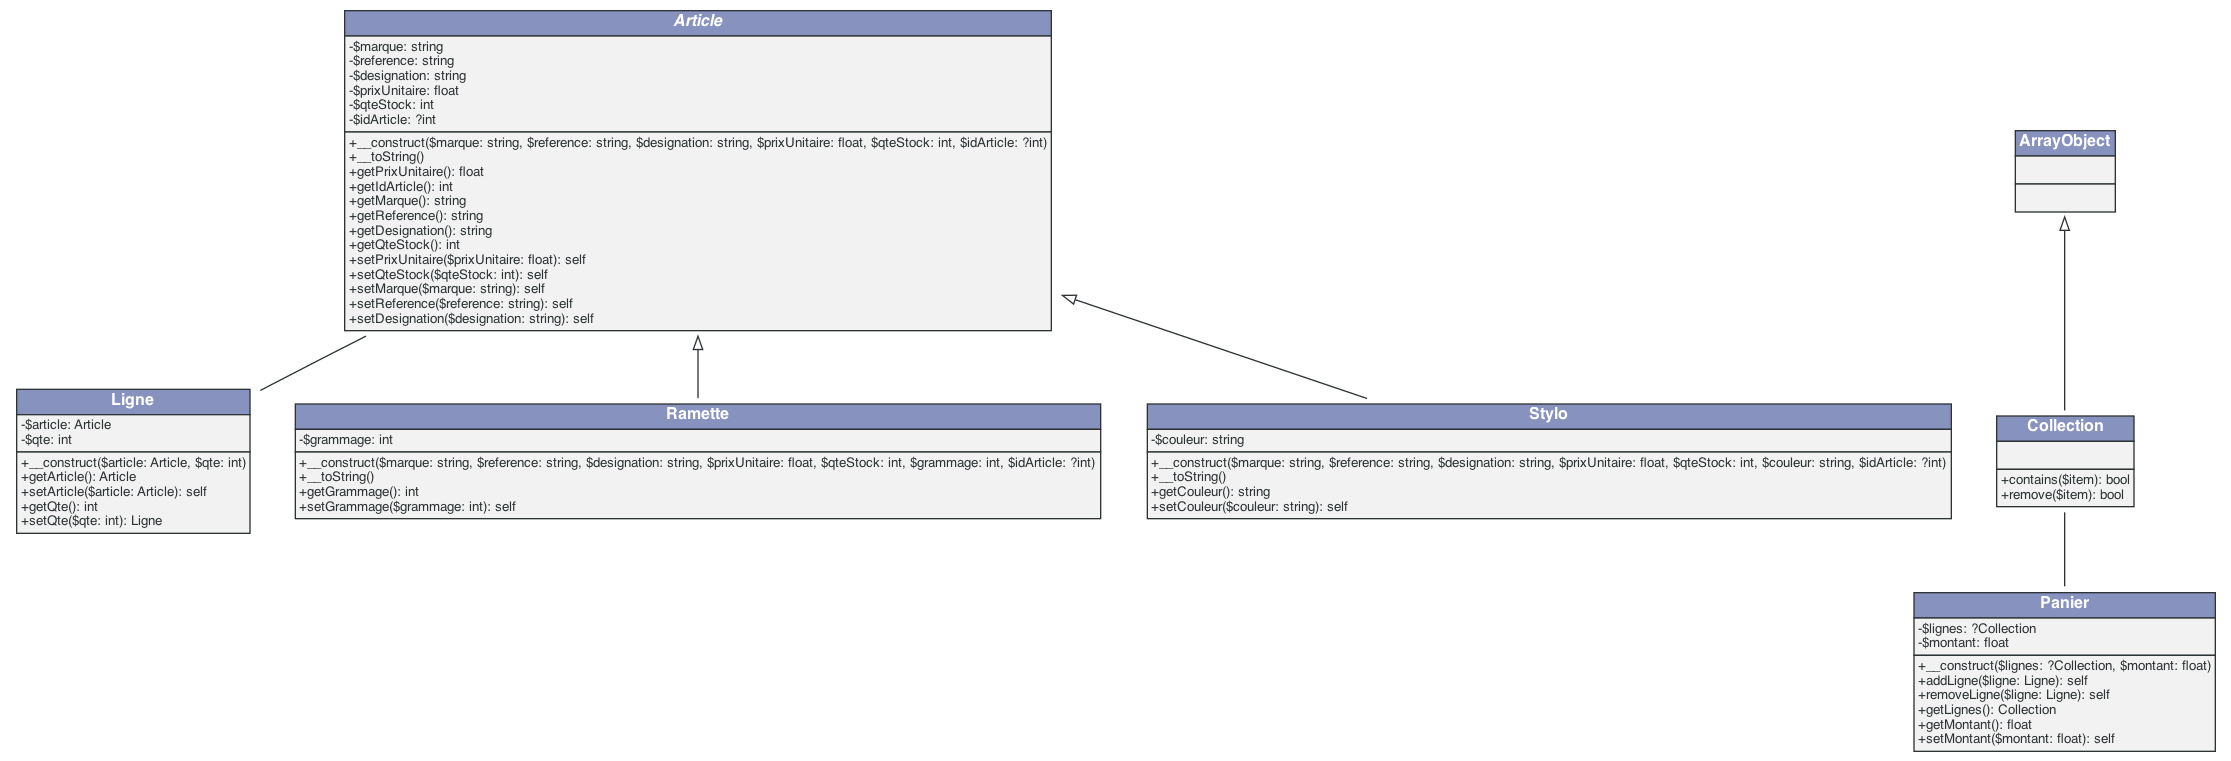 Article
-$marque: string
-$reference: string
-$designation: string
-$prixUnitaire: float
-$qteStock: int
-$idArticle: ?int
+__construct($marque: string, $reference: string, $designation: string, $prixUnitaire: float, $qteStock: int, $idArticle: ?int)
+__toString()
+getPrixUnitaire(): float
+getIdArticle(): int
+getMarque(): string
+getReference(): string
+getDesignation(): string
+getQteStock(): int
+setPrixUnitaire($prixUnitaire: float): self
+setQteStock($qteStock: int): self
+setMarque($marque: string): self
+setReference($reference: string): self
+setDesignation($designation: string): self
ArrayObject
Ligne
-$article: Article
-$qte: int
+__construct($article: Article, $qte: int)
+getArticle(): Article
+setArticle($article: Article): self
+getQte(): int
+setQte($qte: int): Ligne
Ramette
-$grammage: int
+__construct($marque: string, $reference: string, $designation: string, $prixUnitaire: float, $qteStock: int, $grammage: int, $idArticle: ?int)
+__toString()
+getGrammage(): int
+setGrammage($grammage: int): self
Stylo
-$couleur: string
+__construct($marque: string, $reference: string, $designation: string, $prixUnitaire: float, $qteStock: int, $couleur: string, $idArticle: ?int)
+__toString()
+getCouleur(): string
+setCouleur($couleur: string): self
Collection
+contains($item): bool
+remove($item): bool
Panier
-$lignes: ?Collection
-$montant: float
+__construct($lignes: ?Collection, $montant: float)
+addLigne($ligne: Ligne): self
+removeLigne($ligne: Ligne): self
+getLignes(): Collection
+getMontant(): float
+setMontant($montant: float): self